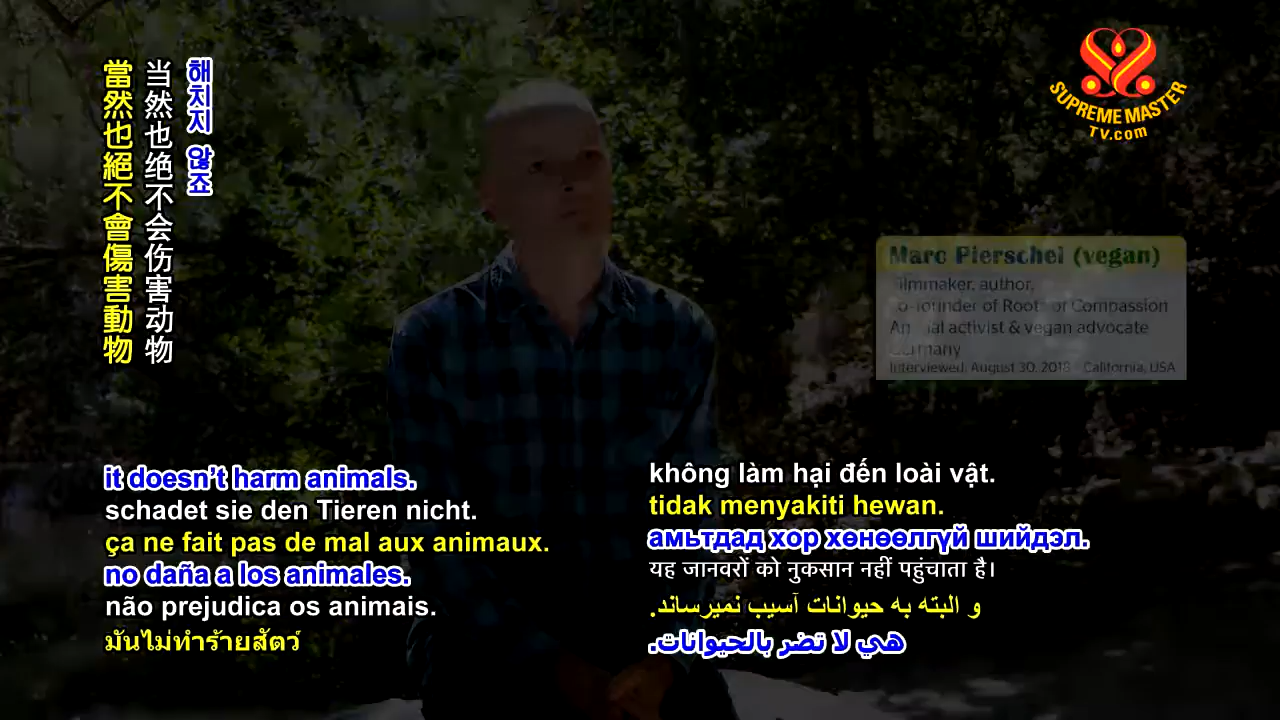 해치지 않죠
当然也绝不会伤害动物
當然也絕不會傷害動物
SUPREME MASTER
TV.com
Marc Pierschel (vegan)
Filmmaker, author,
Co-founder of Roots of Compassion
Animal activist & vegan advocate
Germany
Interviewed, August 30, 2018 - California, USA
it doesn't harm animals.
schadet sie den Tieren nicht.
ça ne fait pas de mal aux animaux.
no daña a los animales.
não prejudica os animais.
มันไม่ทำร้ายสัตว์
không làm hại đến loài vật.
tidak menyakiti hewan.
амьтдад хор хөнөөлгүй шийдэл.
यह जानवरों को नुकसान नहीं पहुंचाता है।
و البته به حیوانات آسیب نمیرساند.
هي لا تضر بالحيوانات.